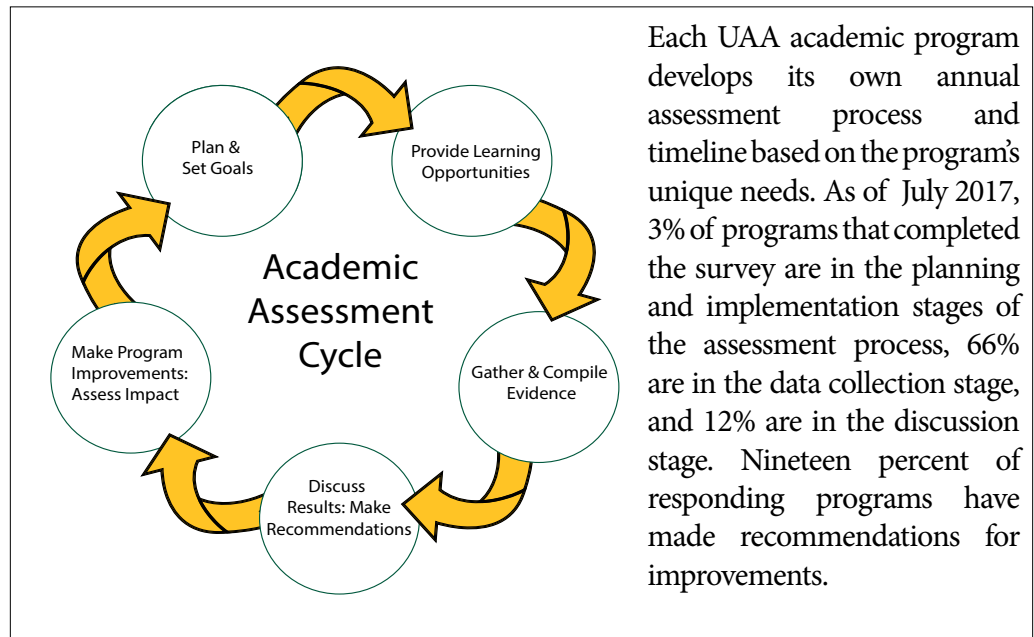 Plan &
Set Goals
Provide Learning
Opportunities
Gather & Compile
Evidence
Discuss
Results: Make
Recommendations
Make Program
Improvements:
Assess Impact
Academic
Assessment
Cycle
Each UAA academic program
develops its own annual
assessment process and
timeline based on the program's
unique needs. As of July 2017,
3% of programs that completed
the survey are in the planning
and implementation stages of
the assessment process, 66%
are in the data collection stage,
and 12% are in the discussion
stage. Nineteen percent of
responding programs have
made recommendations for
improvements.